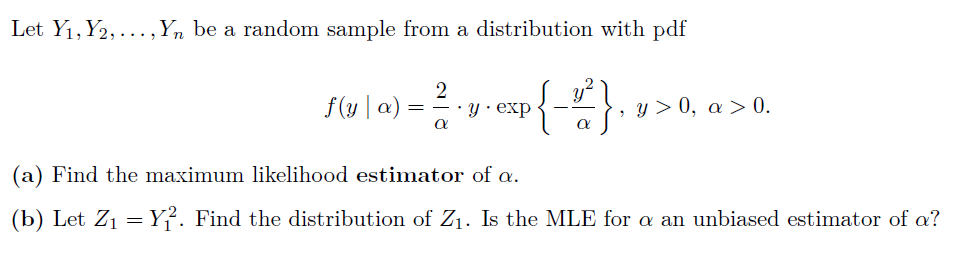 Let Y₁, Y₂, . . . , Yₙ be a random sample from a distribution with pdf
f(y | α) = 2/α · y · exp { −y²/α } , y > 0, α > 0.
(a) Find the maximum likelihood estimator of α.
(b) Let Z₁ = Y₁². Find the distribution of Z₁. Is the MLE for α an unbiased estimator of α?